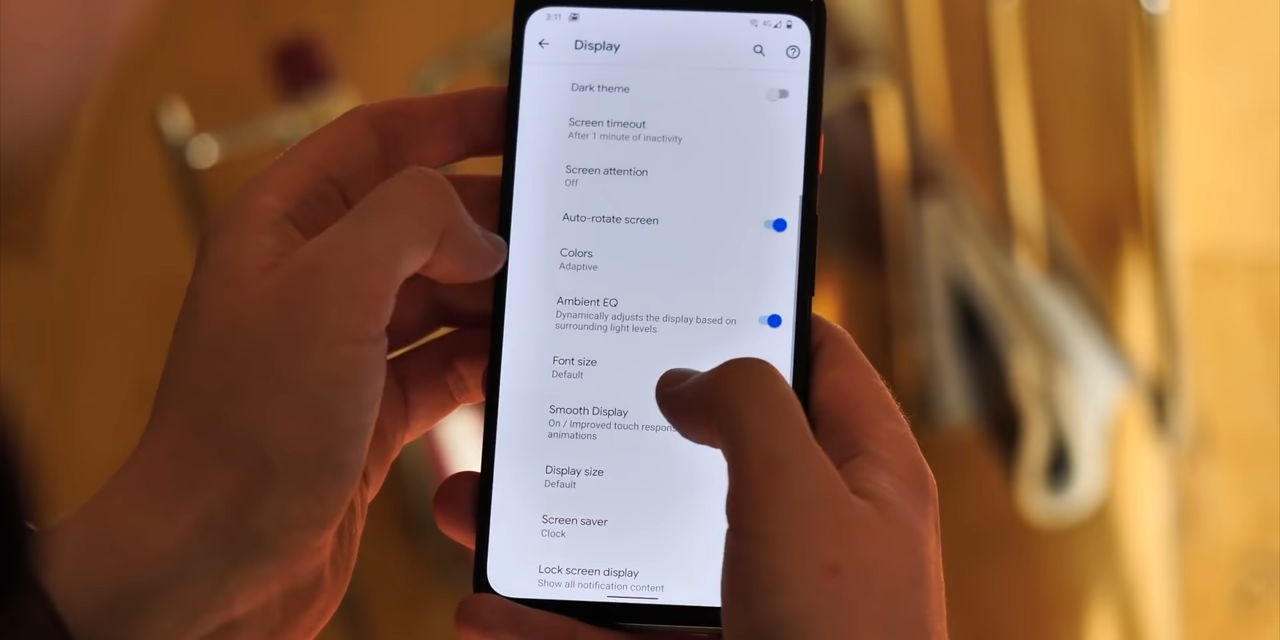 3:11
4G
Display
Dark theme
Screen timeout
After 1 minute of inactivity
Screen attention
Off
Auto-rotate screen
Colors
Adaptive
Ambient EQ
Dynamically adjusts the display based on
surrounding light levels
Font size
Default
Smooth Display
On / Improved touch respons
animations
Display size
Default
Screen saver
Clock
Lock screen display
Show all notification content